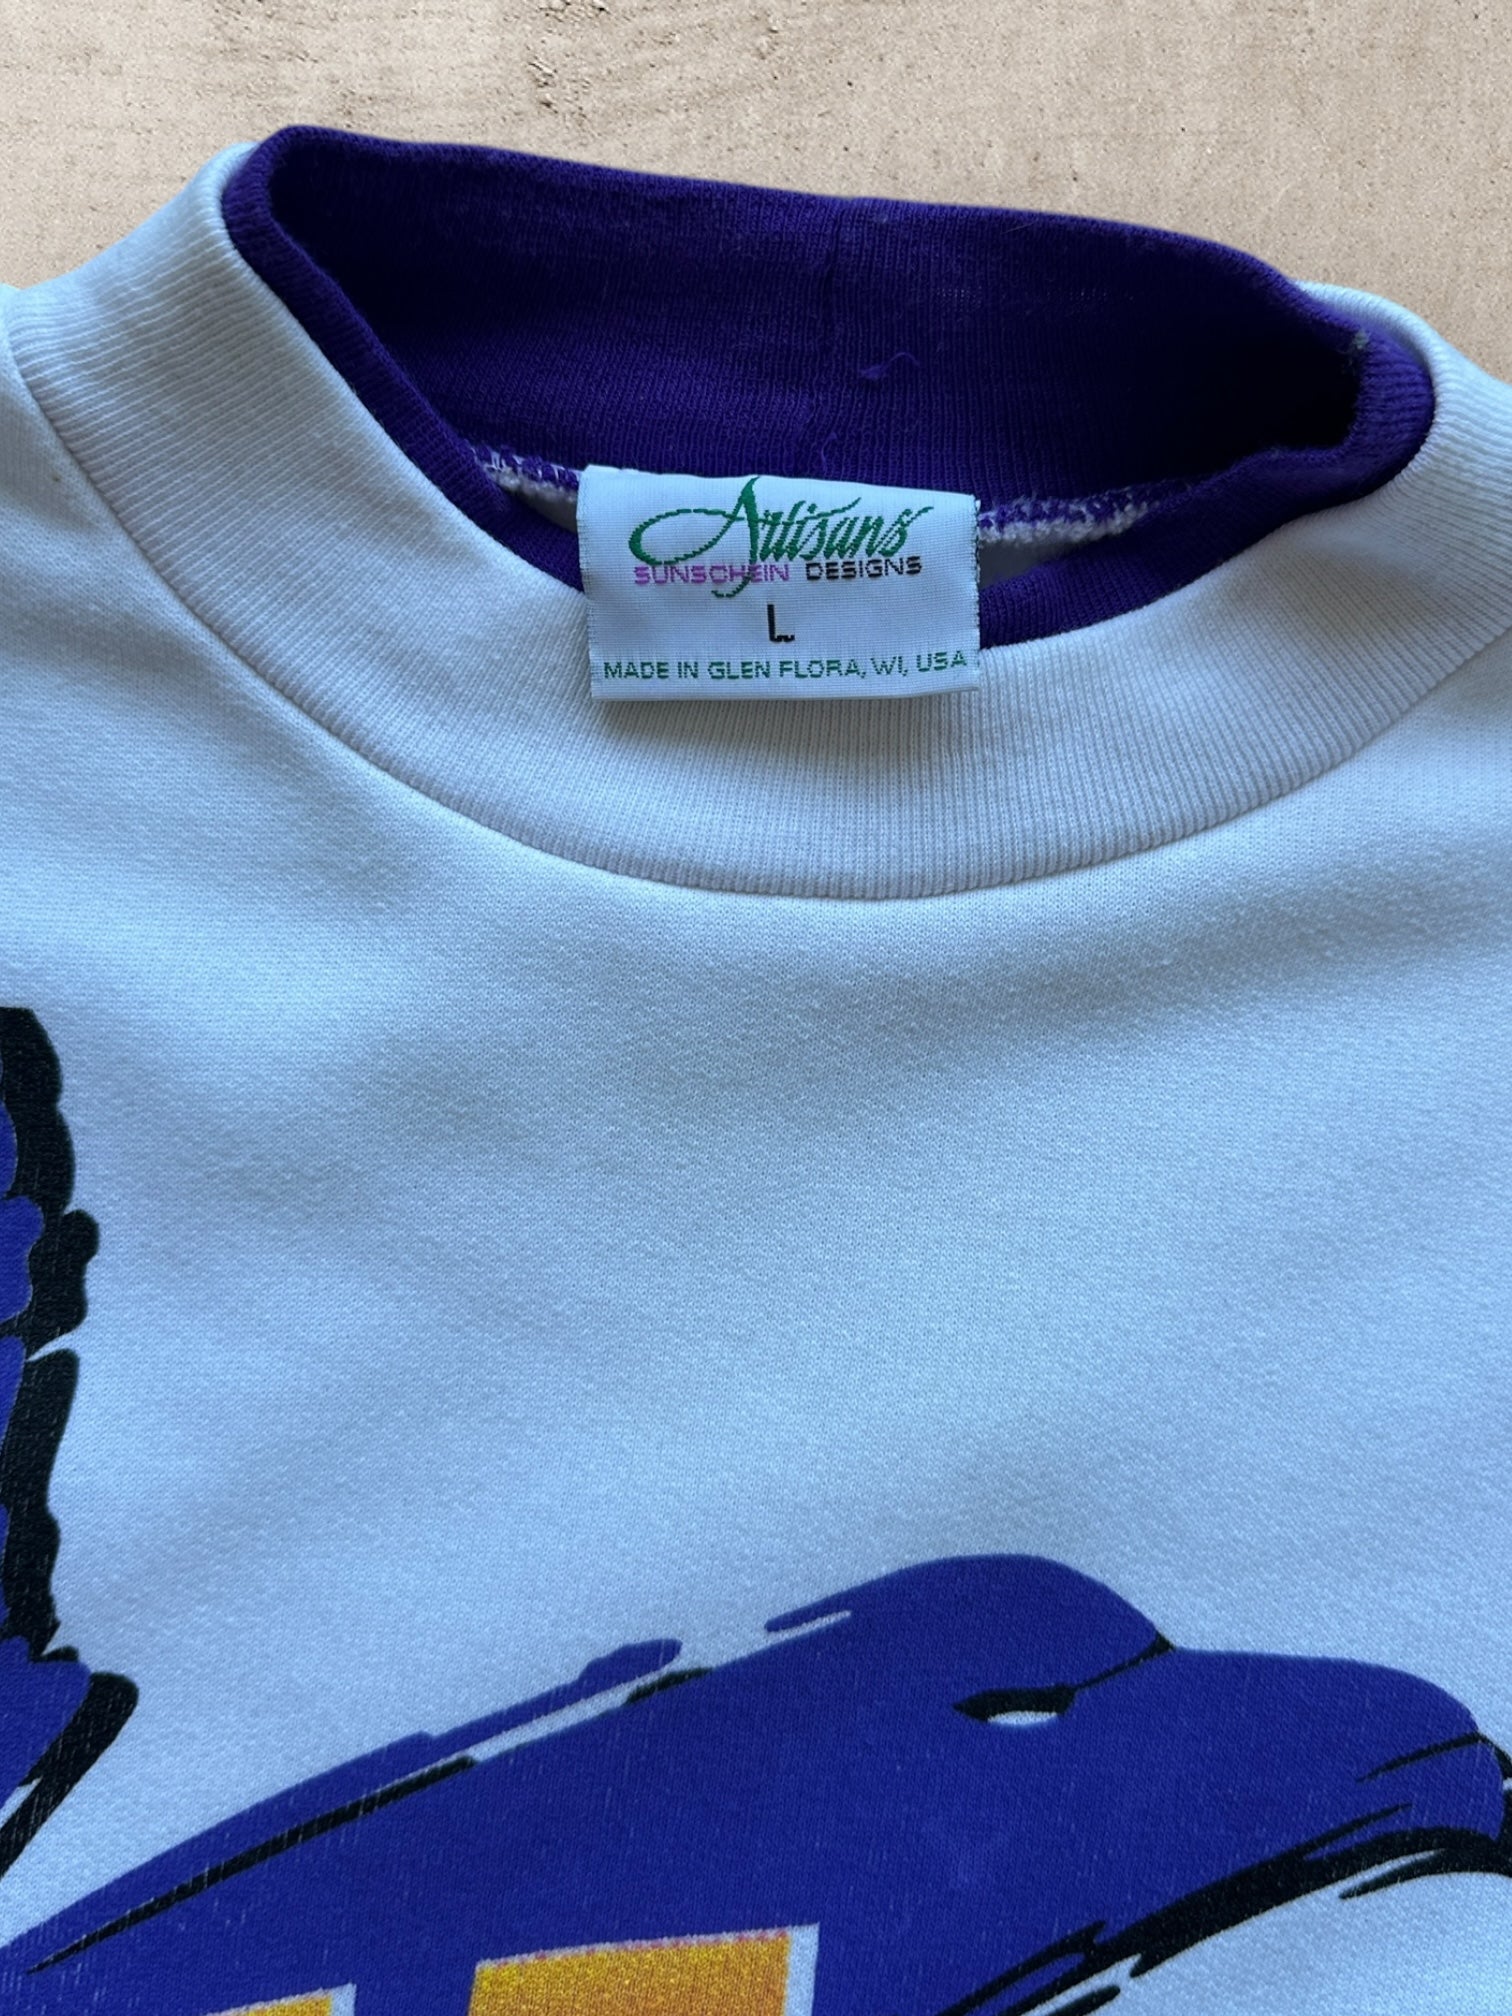 Artisans
SUNSCHEIN DESIGNS
L
MADE IN GLEN FLORA, WI, USA